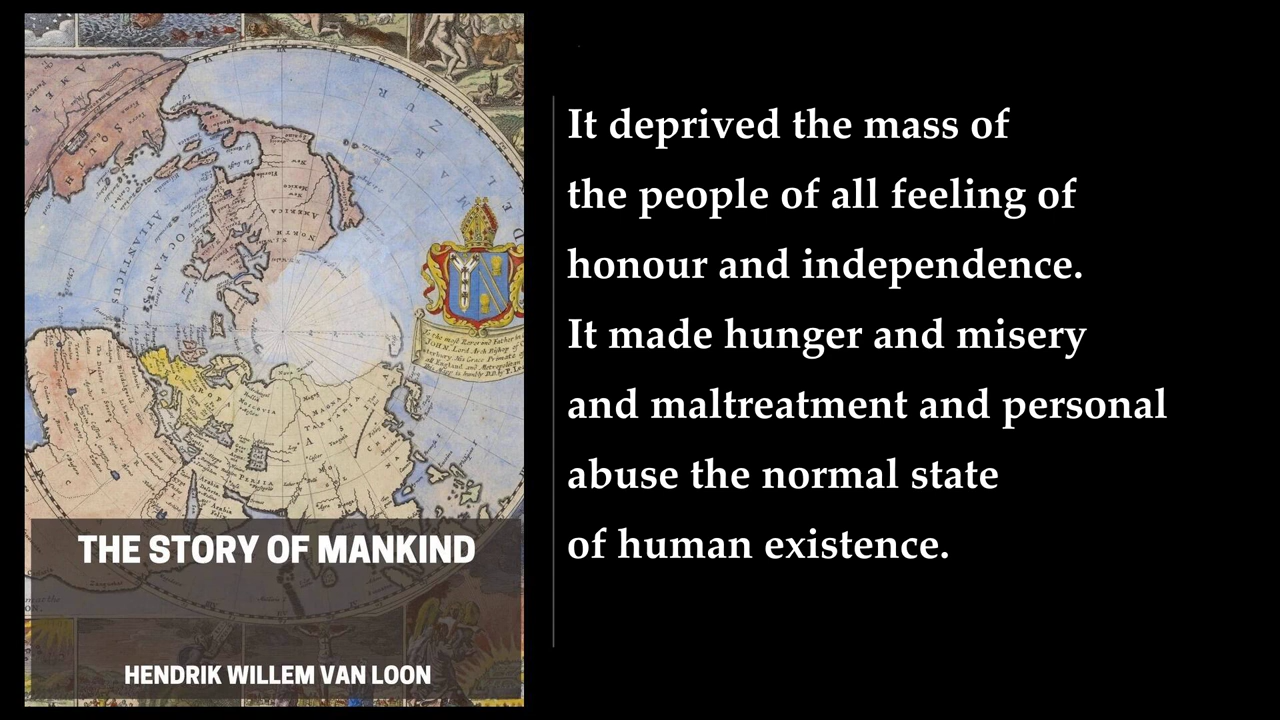 THE STORY OF MANKIND
HENDRIK WILLEM VAN LOON
It deprived the mass of
the people of all feeling of
honour and independence.
It made hunger and misery
and maltreatment and personal
abuse the normal state
of human existence.